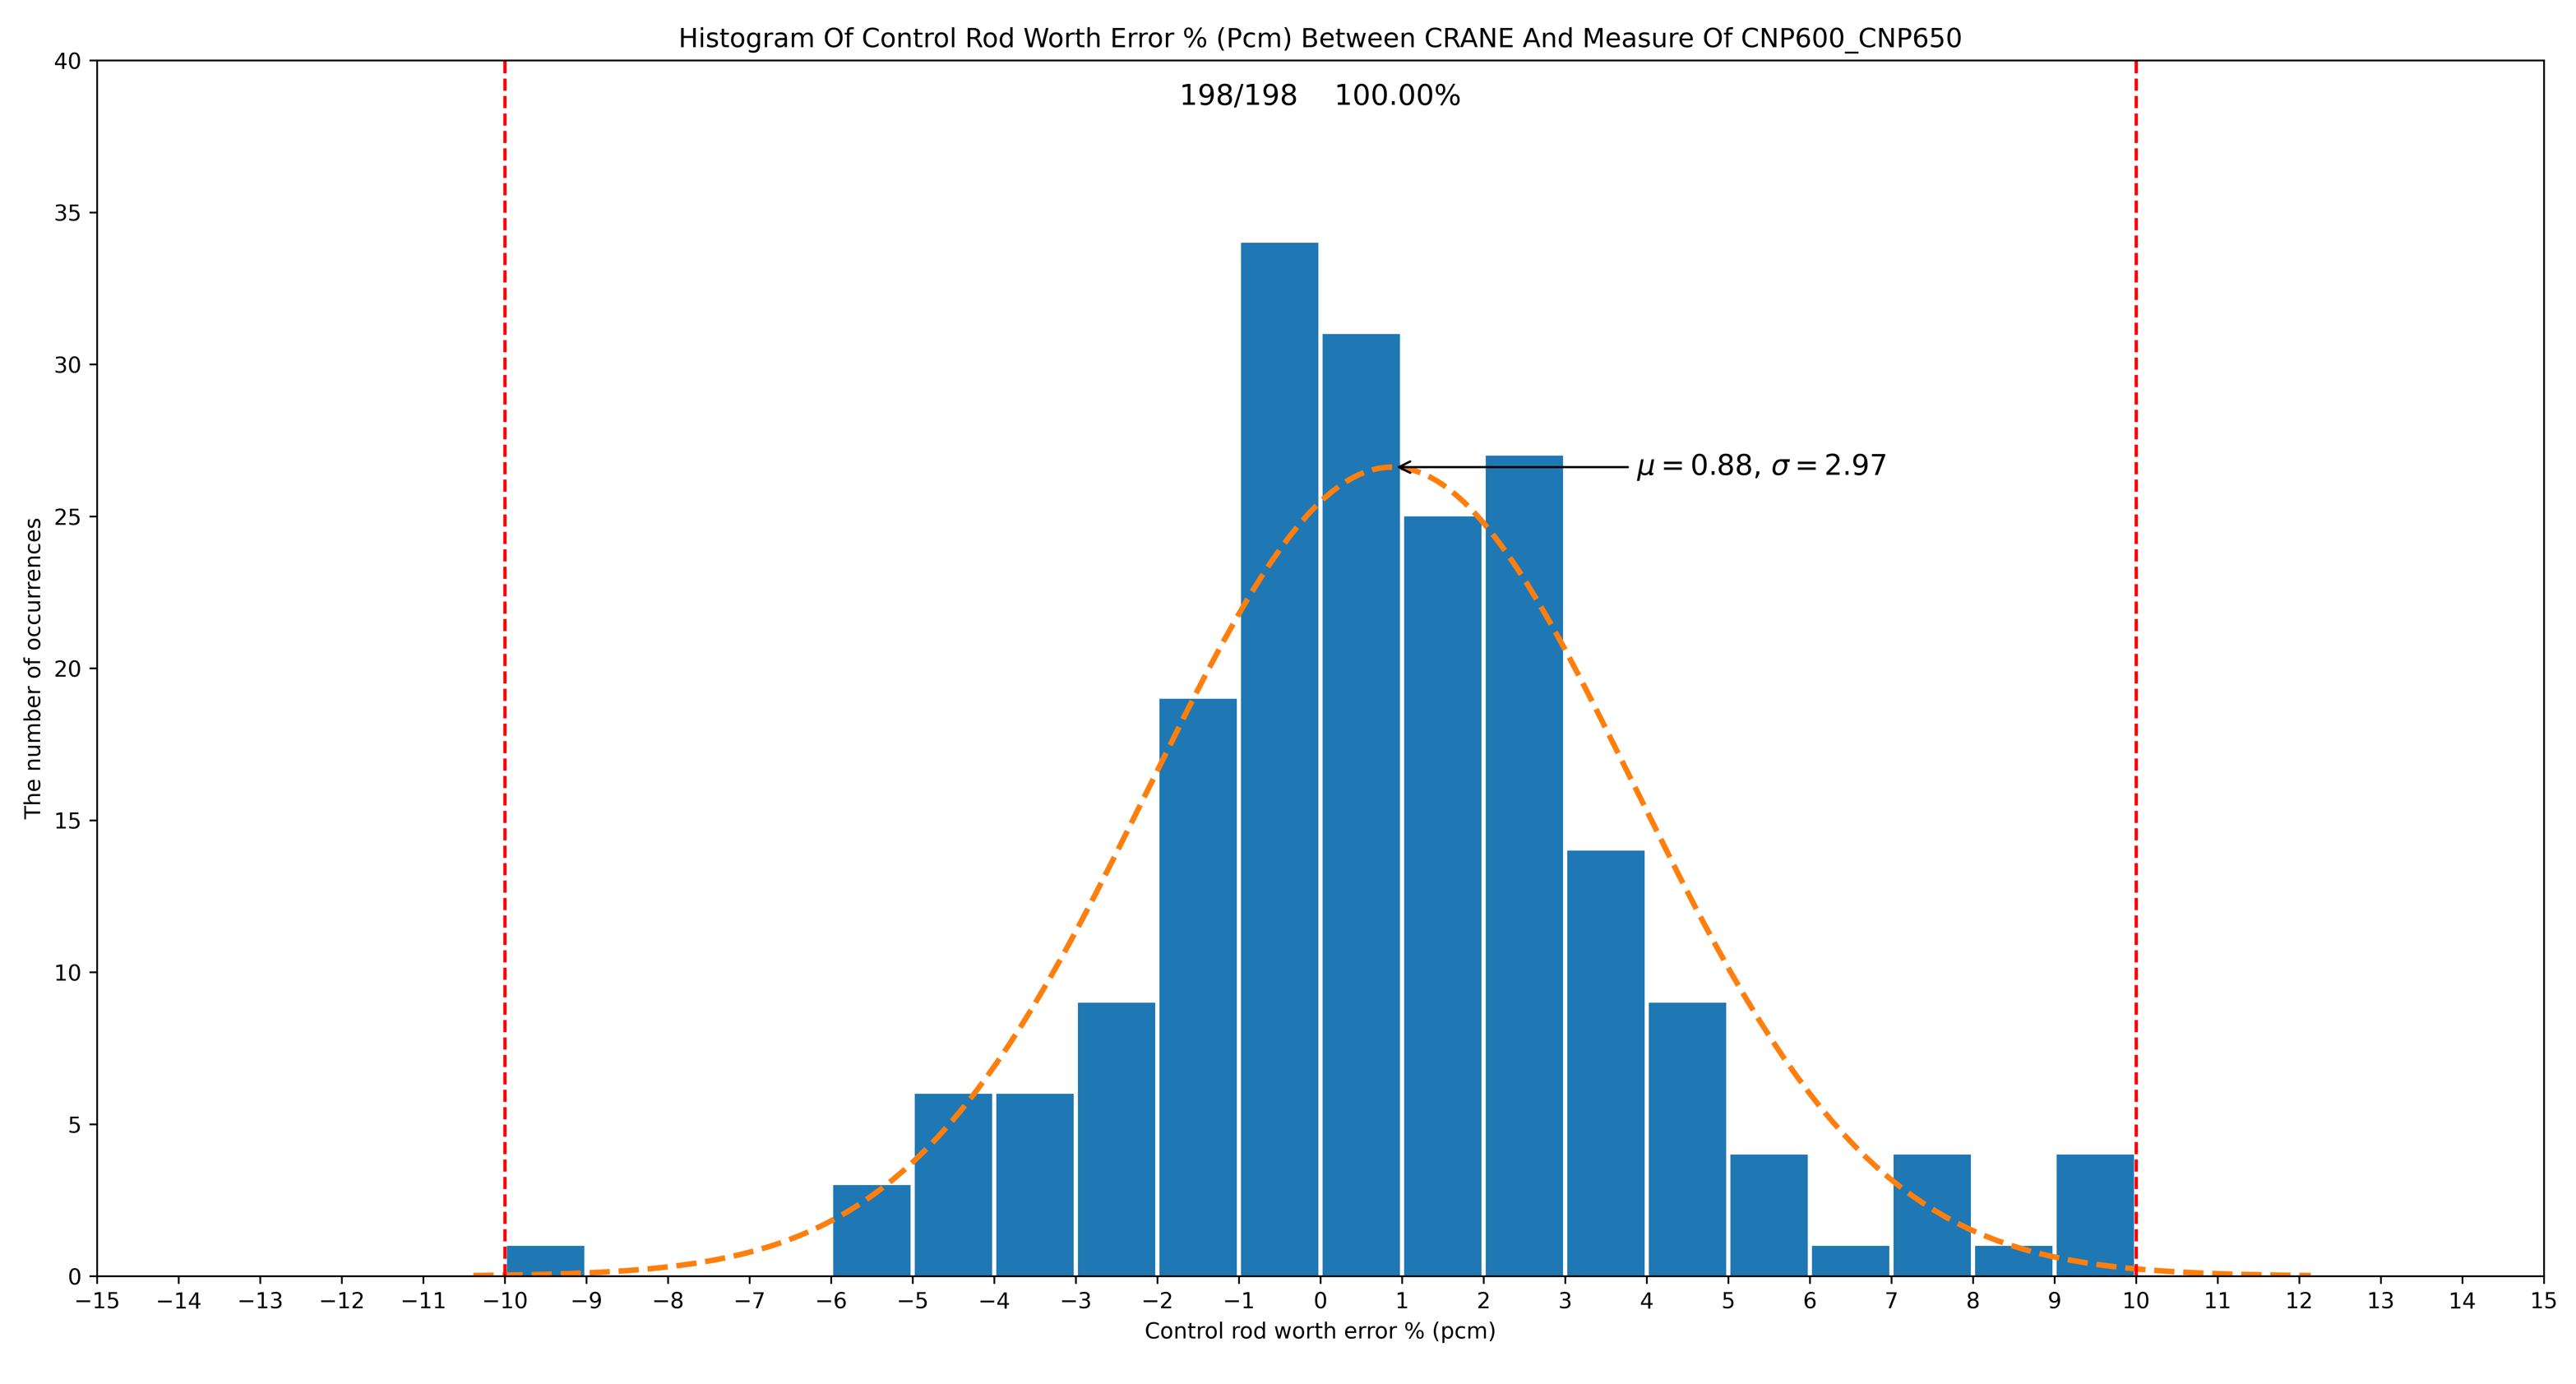 Histogram Of Control Rod Worth Error % (Pcm) Between CRANE And Measure Of CNP600_CNP650
198/198 100.00%
40
35
30
25
20
15
10
5
0
The number of occurrences
μ = 0.88, σ = 2.97
−15 −14 −13 −12 −11 −10 −9 −8 −7 −6 −5 −4 −3 −2 −1 0 1 2 3 4 5 6 7 8 9 10 11 12 13 14 15
Control rod worth error % (pcm)